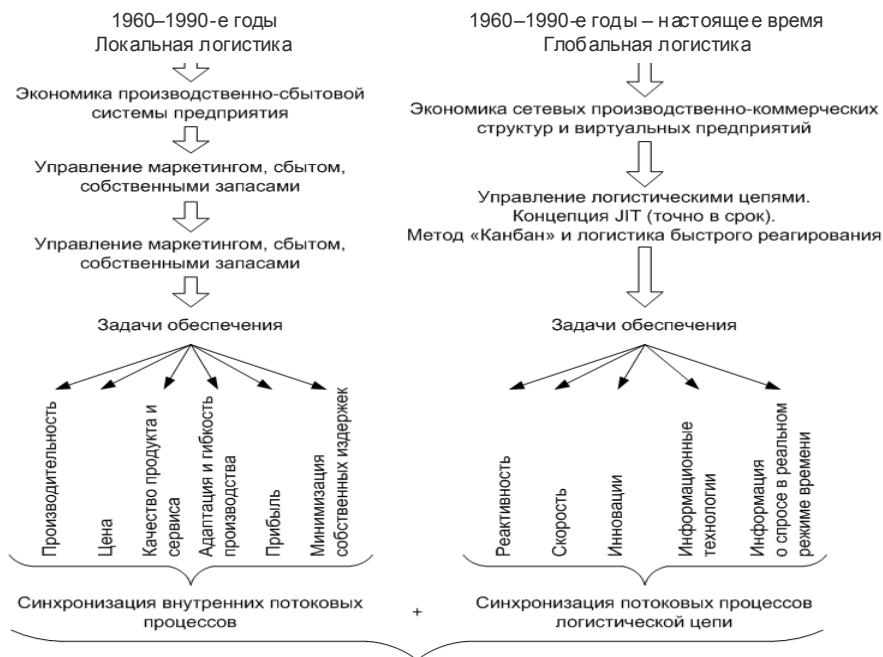 1960–1990-е годы
Локальная логистика
Экономика производственно-сбытовой
системы предприятия
Управление маркетингом, сбытом,
собственными запасами
Управление маркетингом, сбытом,
собственными запасами
Задачи обеспечения
Производительность
Цена
Качество продукта и
сервиса
Адаптация и гибкость
производства
Прибыль
Минимизация
собственных издержек
Синхронизация внутренних потоковых
процессов
+
1960–1990-е годы – настоящее время
Глобальная логистика
Экономика сетевых производственно-коммерческих
структур и виртуальных предприятий
Управление логистическими цепями.
Концепция JIT (точно в срок).
Метод «Канбан» и логистика быстрого реагирования
Задачи обеспечения
Реактивность
Скорость
Инновации
Информационные
технологии
Информация
о спросе в реальном
режиме времени
Синхронизация потоковых процессов
логистической цепи